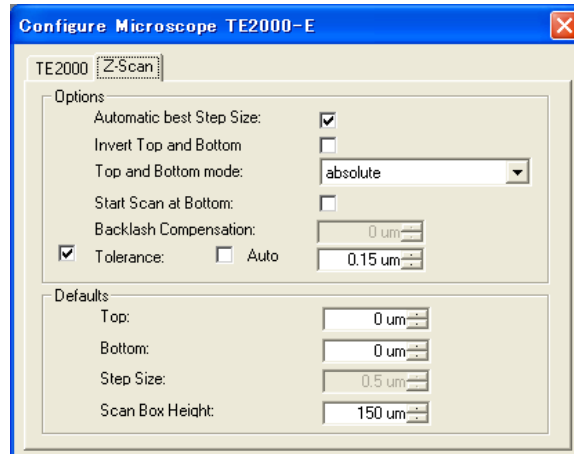 Configure Microscope TE2000-E
TE2000 Z-Scan
Options
Automatic best Step Size:
Invert Top and Bottom
Top and Bottom mode: absolute
Start Scan at Bottom:
Backlash Compensation: 0 um
Tolerance: Auto 0.15 um
Defaults
Top: 0 um
Bottom: 0 um
Step Size: 0.5 um
Scan Box Height: 150 um